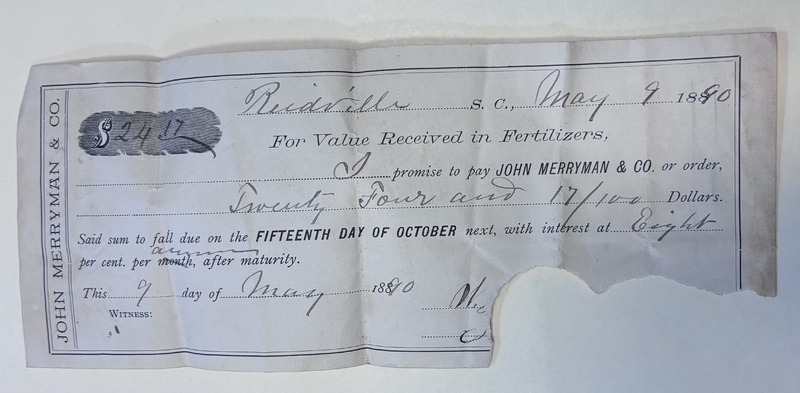 JOHN MERRYMAN & CO.
Reidville S. C., May 9 1890
$24 17
For Value Received in Fertilizers,
I promise to pay JOHN MERRYMAN & CO. or order,
Twenty Four and 17/100 Dollars.
Said sum to fall due on the FIFTEENTH DAY OF OCTOBER next, with interest at Eight
annum
per cent. per month, after maturity.
This 9 day of May 1890
WITNESS: